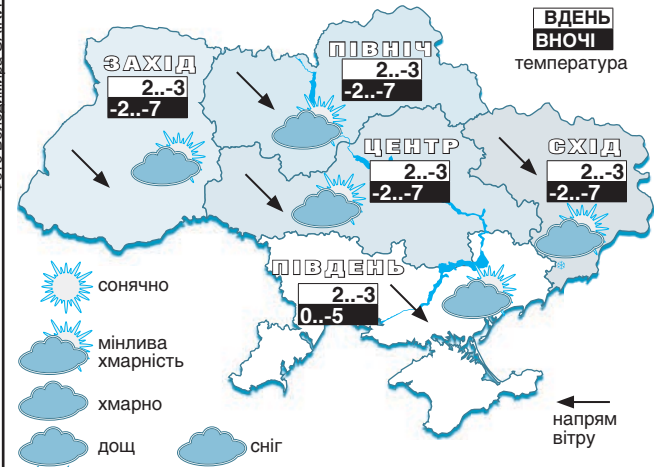 ВДЕНЬ
ВНОЧІ
температура
ЗАХІД
2..-3
-2..-7
ПІВНІЧ
2..-3
-2..-7
ЦЕНТР
2..-3
-2..-7
СХІД
2..-3
-2..-7
ПІВДЕНЬ
2..-3
0..-5
сонячно
мінлива
хмарність
хмарно
дощ
сніг
напрям
вітру